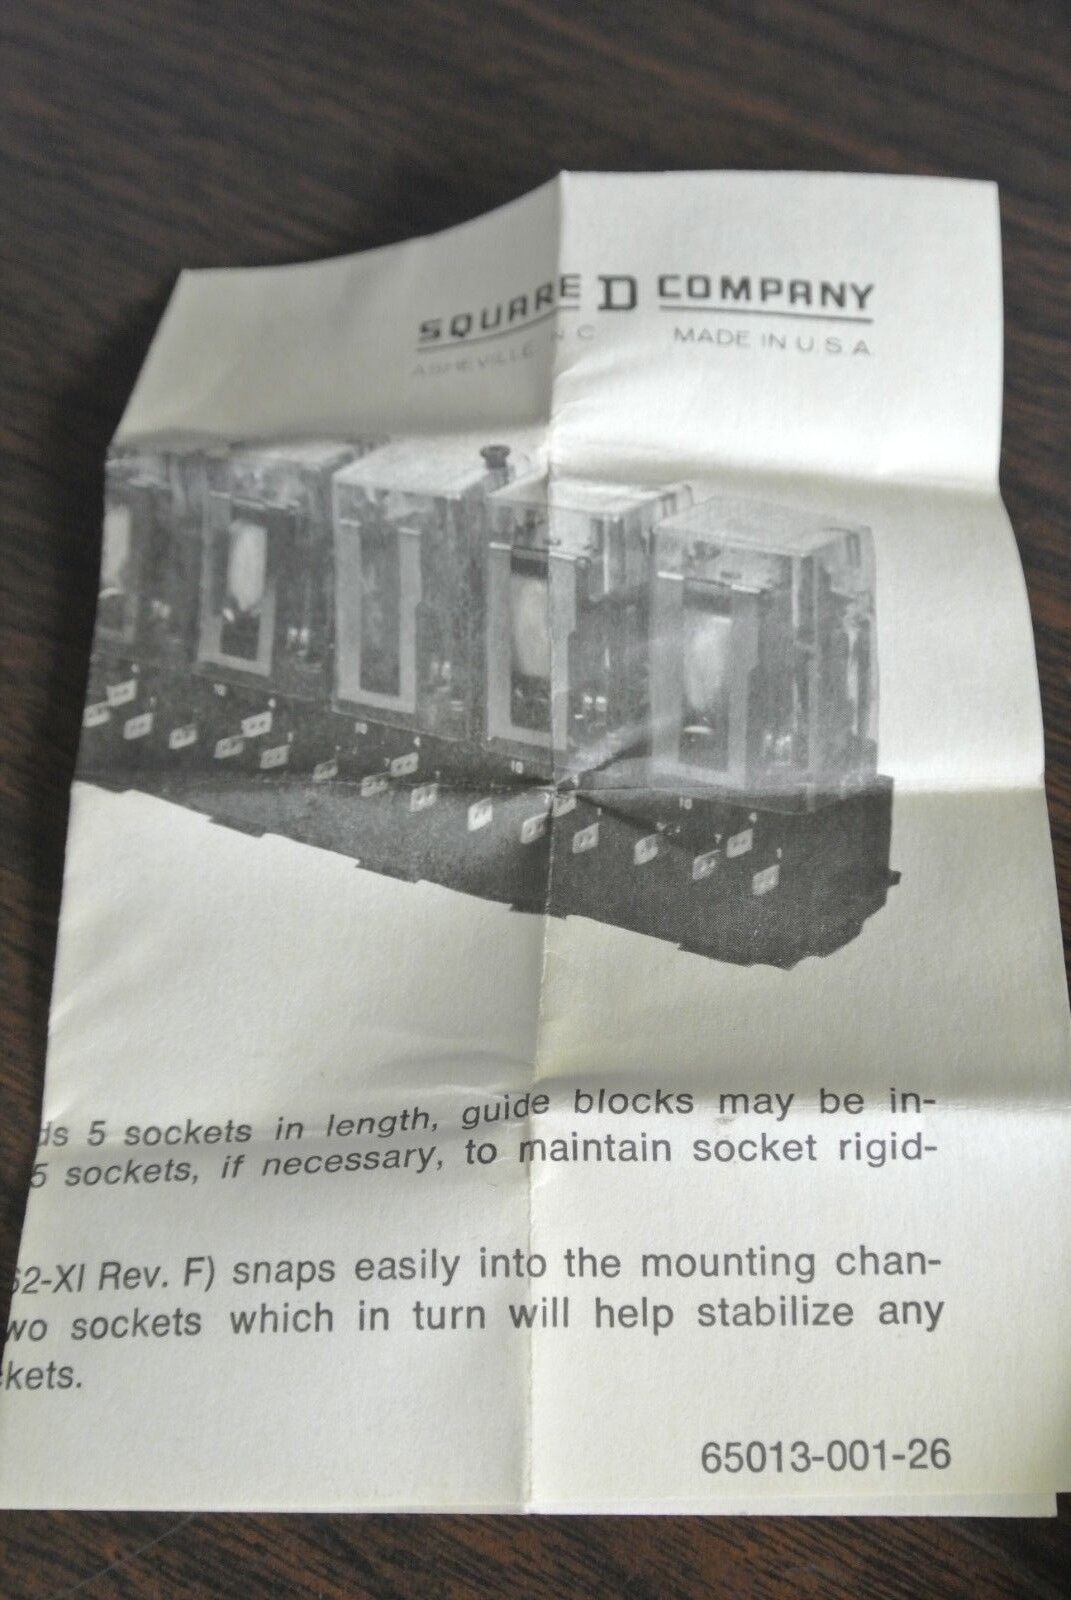 SQUARE D COMPANY
ASHEVILLE N C MADE IN U.S.A
5 sockets in length, guide blocks may be in-
5 sockets, if necessary, to maintain socket rigid-
62-XI Rev. F) snaps easily into the mounting chan-
wo sockets which in turn will help stabilize any
kets.
65013-001-26